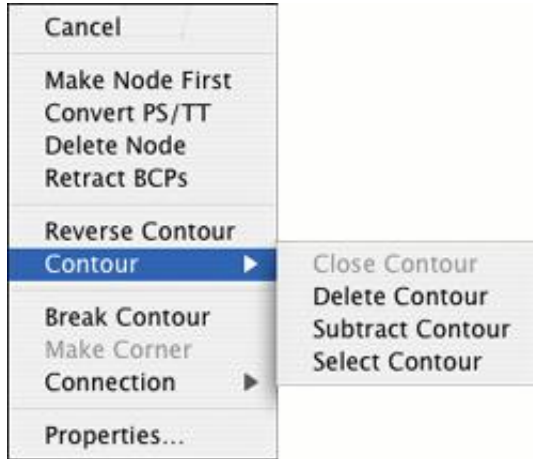 Cancel
Make Node First
Convert PS/TT
Delete Node
Retract BCPs
Reverse Contour
Contour
Close Contour
Delete Contour
Subtract Contour
Select Contour
Break Contour
Make Corner
Connection
Properties...